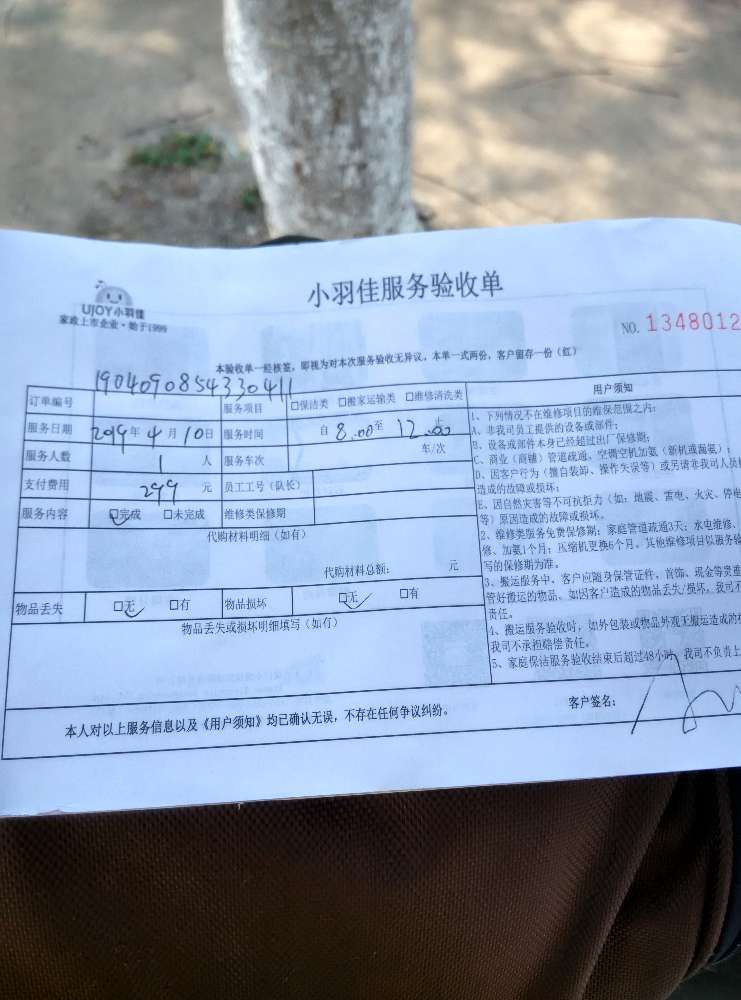 UJOY小羽佳
家政上市企业·始于1999
小羽佳服务验收单
NO. 1348012
本验收单一经核签，即视为对本次服务验收无异议，本单一式两份，客户留存一份（红）
订单编号 1904090854330411 服务项目 □保洁类 □搬家运输类 □维修清洗类
服务日期 2019年4月10日 服务时间 自 8:00至 12:00止
服务人数 1 人 服务车次 车/次
支付费用 299 元 员工工号（队长）
服务内容 □完成 □未完成 维修类保修期
代购材料明细（如有）
代购材料总额： 元
物品丢失 □无 □有 物品损坏 □无 □有
物品丢失或损坏明细填写（如有）
用户须知
1、下列情况不在维修项目的维保范围之内：
A、非我司员工提供的设备或部件；
B、设备或部件本身已经超过出厂保修期；
C、商业（商铺）管道疏通、空调空机加氨（新机或漏氨）；
D、因客户行为（擅自装卸、操作失误等）或另请非我司人员
造成的故障或损坏；
E、因自然灾害等不可抗拒力（如：地震、雷电、火灾、停电
等）原因造成的故障或损坏。
2、维修类服务免费保修期：家庭管道疏通3天；水电维修、
修、加氨1个月；压缩机更换6个月。其他维修项目以服务
写的保修期为准。
3、搬运服务中，客户应随身保管证件、首饰、现金等贵重
管好搬运的物品。如因客户造成的物品丢失/损坏，我司不
责任。
4、搬运服务验收时，如外包装或物品外观无搬运造成的
我司不承担赔偿责任。
5、家庭保洁服务验收结束后超过48小时，我司不负责上
本人对以上服务信息以及《用户须知》均已确认无误，不存在任何争议纠纷。 客户签名：